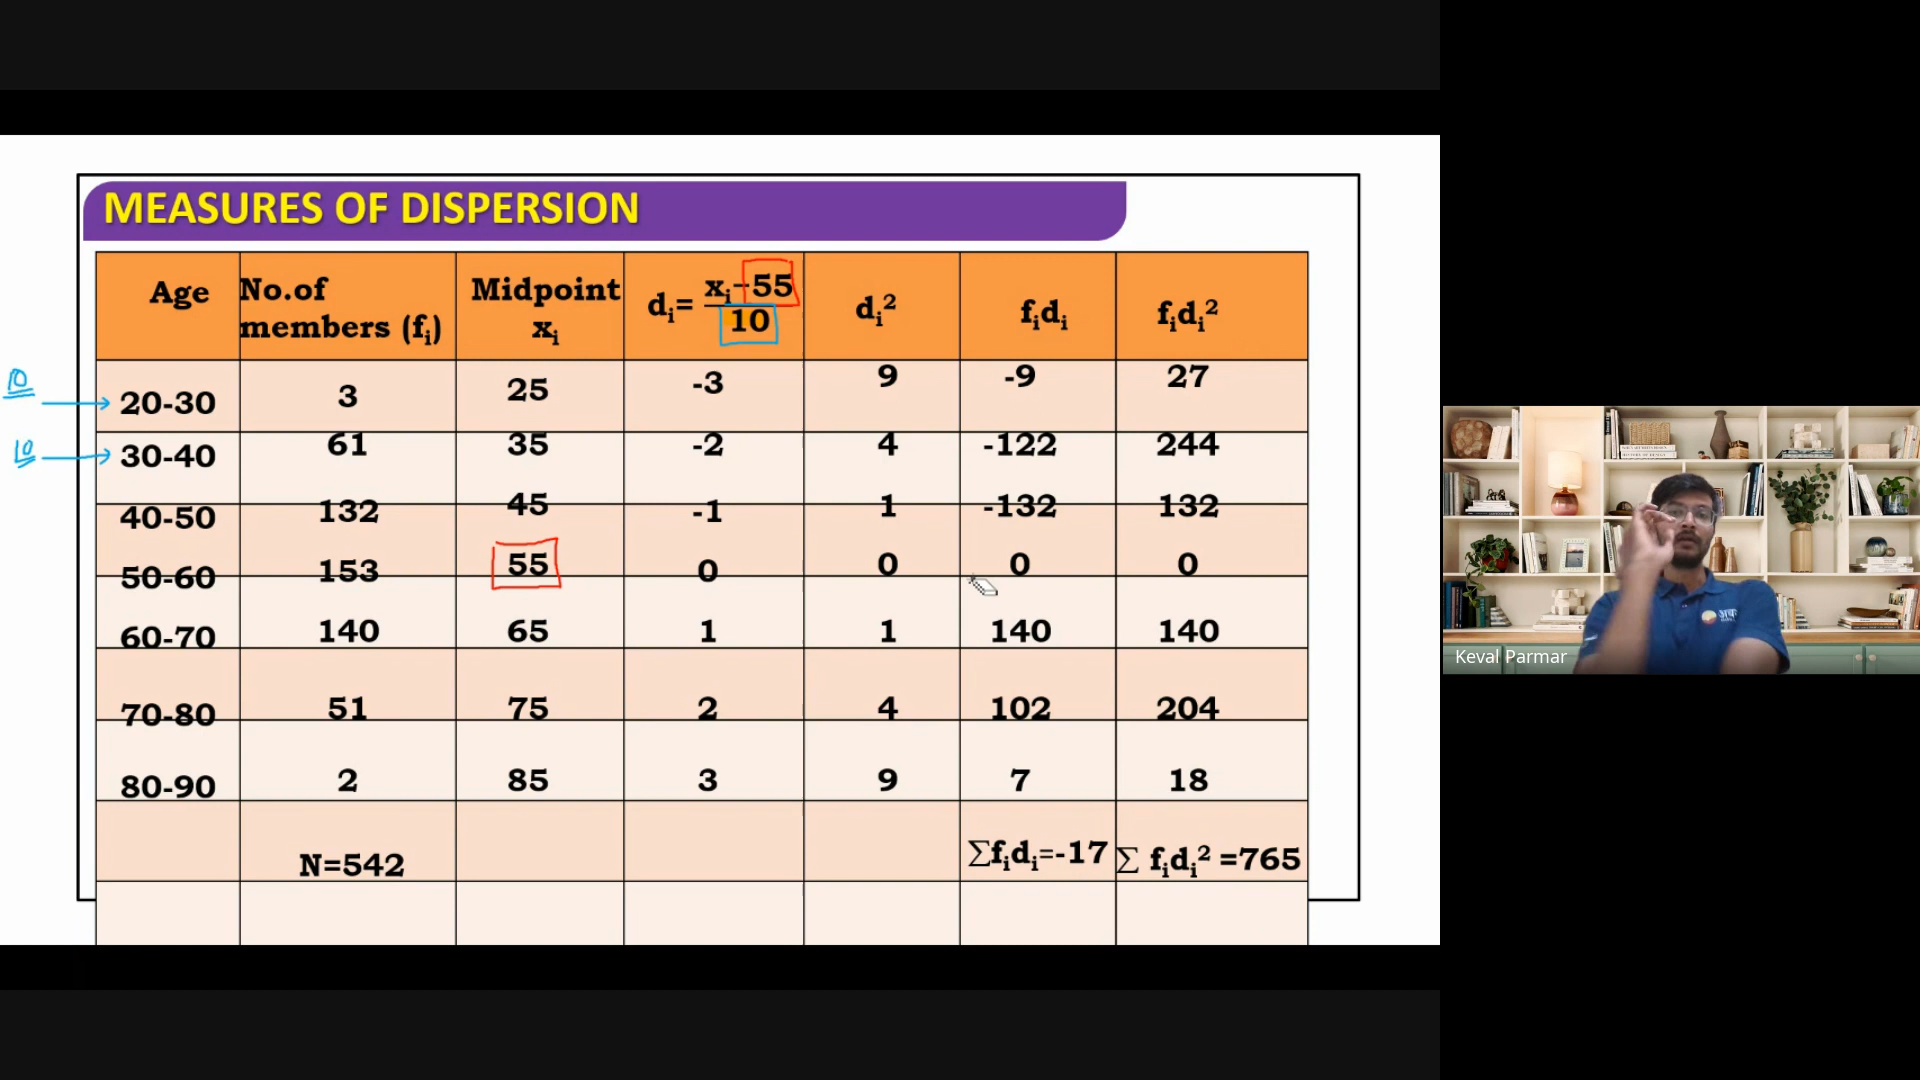 MEASURES OF DISPERSION
Age No.of members (fᵢ) Midpoint xᵢ dᵢ= xᵢ-55 / 10 dᵢ² fᵢdᵢ fᵢdᵢ²
10 20-30 3 25 -3 9 -9 27
10 30-40 61 35 -2 4 -122 244
40-50 132 45 -1 1 -132 132
50-60 153 55 0 0 0 0
60-70 140 65 1 1 140 140
70-80 51 75 2 4 102 204
80-90 2 85 3 9 7 18
N=542 ∑fᵢdᵢ=-17 ∑ fᵢdᵢ² =765
Keval Parmar